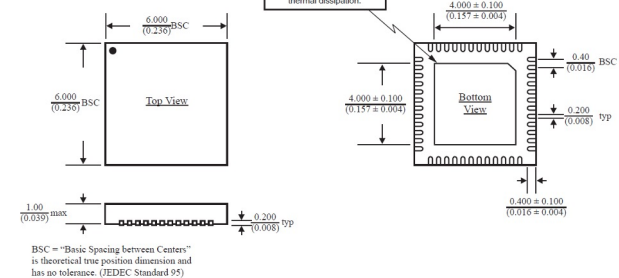 thermal dissipation.
6.000
(0.236)
BSC
4.000 ± 0.100
(0.157 ± 0.004)
0.40
(0.016)
BSC
6.000
(0.236)
BSC
Top View
4.000 ± 0.100
(0.157 ± 0.004)
Bottom
View
0.200
(0.008)
typ
1.00
(0.039)
max
0.200
(0.008)
typ
0.400 ± 0.100
(0.016 ± 0.004)
BSC = “Basic Spacing between Centers”
is theoretical true position dimension and
has no tolerance. (JEDEC Standard 95)